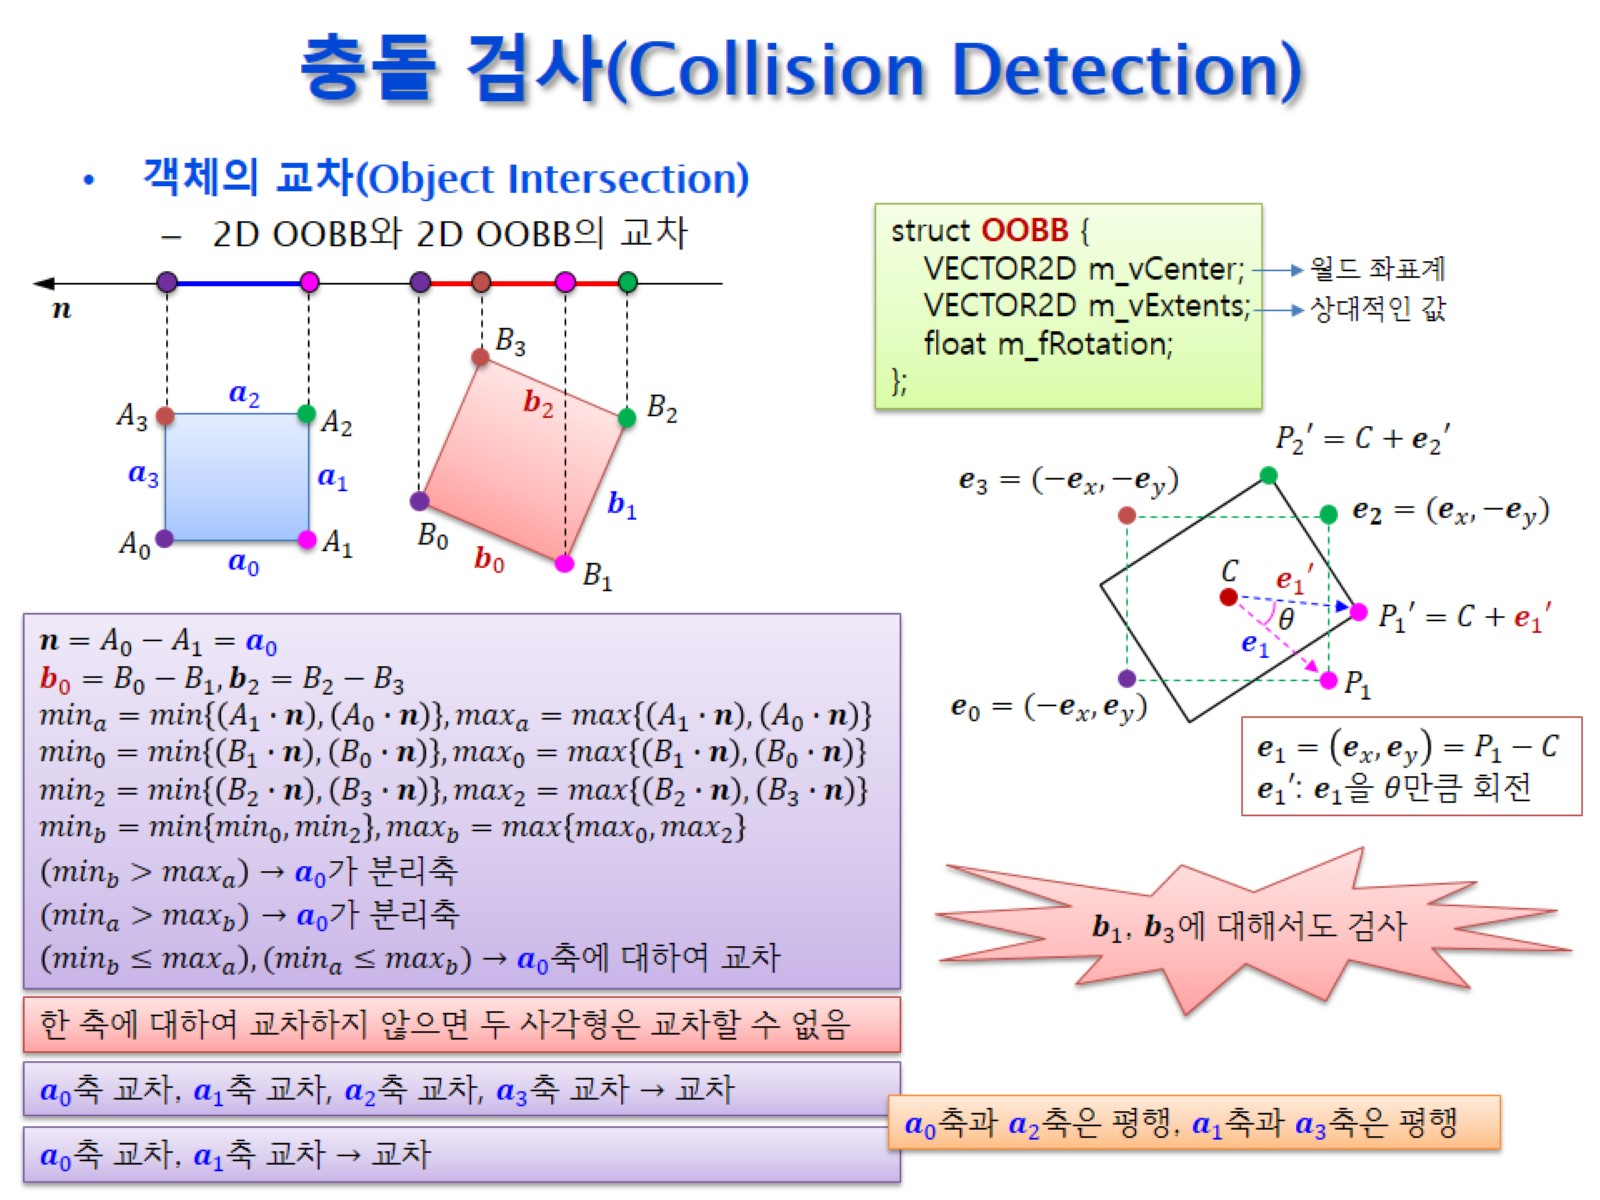 충돌 검사(Collision Detection)
• 객체의 교차(Object Intersection)
– 2D OOBB와 2D OOBB의 교차
n
B₃
a₂
b₂
A₃
A₂
B₂
a₃
a₁
b₁
A₀
A₁
B₀
a₀
b₀
B₁
struct OOBB {
VECTOR2D m_vCenter;
월드 좌표계
VECTOR2D m_vExtents;
상대적인 값
float m_fRotation;
};
P₂′ = C + e₂′
e₃ = (−eₓ, −e_y)
e₂ = (eₓ, −e_y)
C
e₁′
θ
P₁′ = C + e₁′
e₁
P₁
e₀ = (−eₓ, e_y)
e₁ = (eₓ, e_y) = P₁ − C
e₁′: e₁을 θ만큼 회전
n = A₀ − A₁ = a₀
b₀ = B₀ − B₁, b₂ = B₂ − B₃
minₐ = min{(A₁ · n), (A₀ · n)}, maxₐ = max{(A₁ · n), (A₀ · n)}
min₀ = min{(B₁ · n), (B₀ · n)}, max₀ = max{(B₁ · n), (B₀ · n)}
min₂ = min{(B₂ · n), (B₃ · n)}, max₂ = max{(B₂ · n), (B₃ · n)}
min_b = min{min₀, min₂}, max_b = max{max₀, max₂}
(min_b > maxₐ) → a₀가 분리축
(minₐ > max_b) → a₀가 분리축
(min_b ≤ maxₐ), (minₐ ≤ max_b) → a₀축에 대하여 교차
b₁, b₃에 대해서도 검사
한 축에 대하여 교차하지 않으면 두 사각형은 교차할 수 없음
a₀축 교차, a₁축 교차, a₂축 교차, a₃축 교차 → 교차
a₀축과 a₂축은 평행, a₁축과 a₃축은 평행
a₀축 교차, a₁축 교차 → 교차